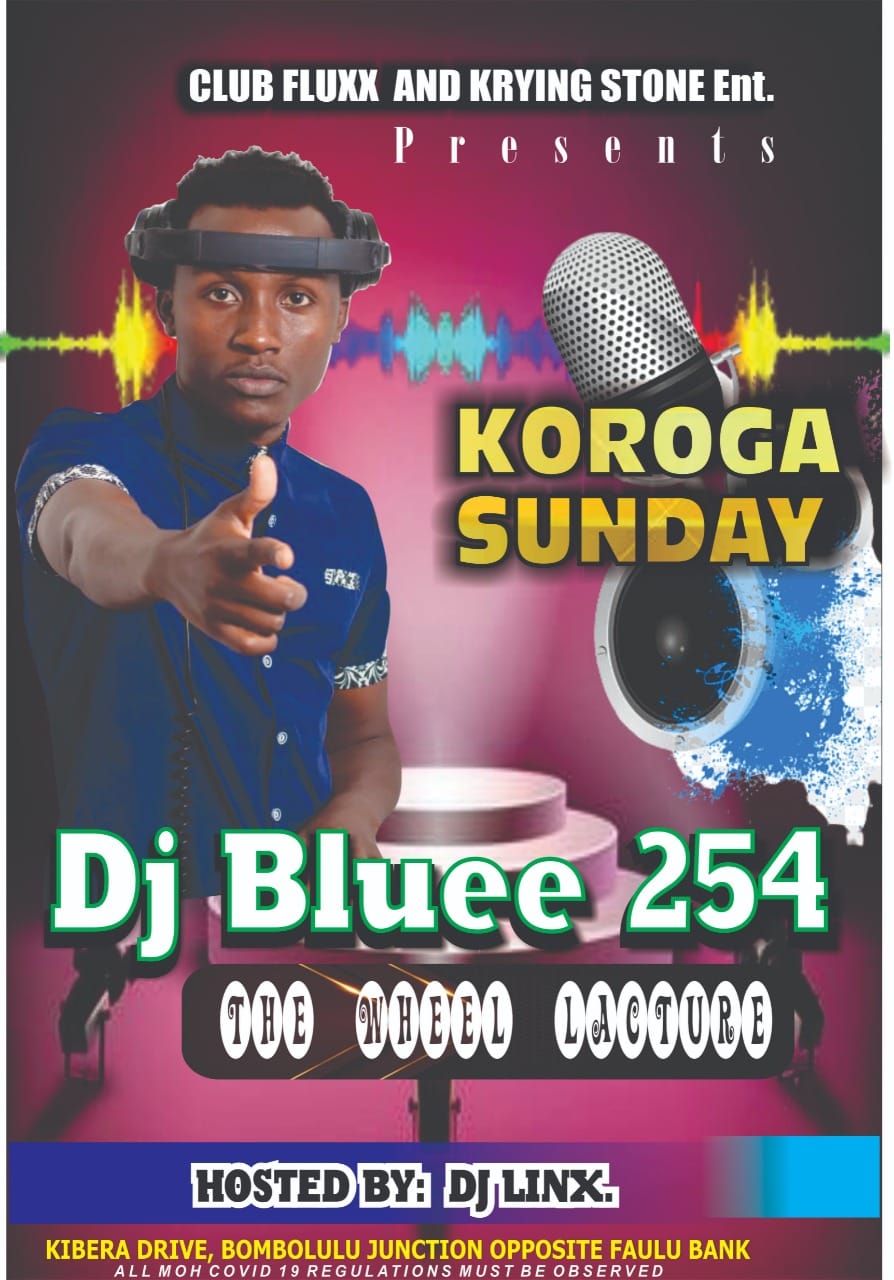 CLUB FLUXX AND KRYING STONE Ent.
Presents
KOROGA
SUNDAY
Dj Bluee 254
THE WHEEL LACTURE
HOSTED BY: DJ LINX.
KIBERA DRIVE, BOMBOLULU JUNCTION OPPOSITE FAULU BANK
ALL MOH COVID 19 REGULATIONS MUST BE OBSERVED